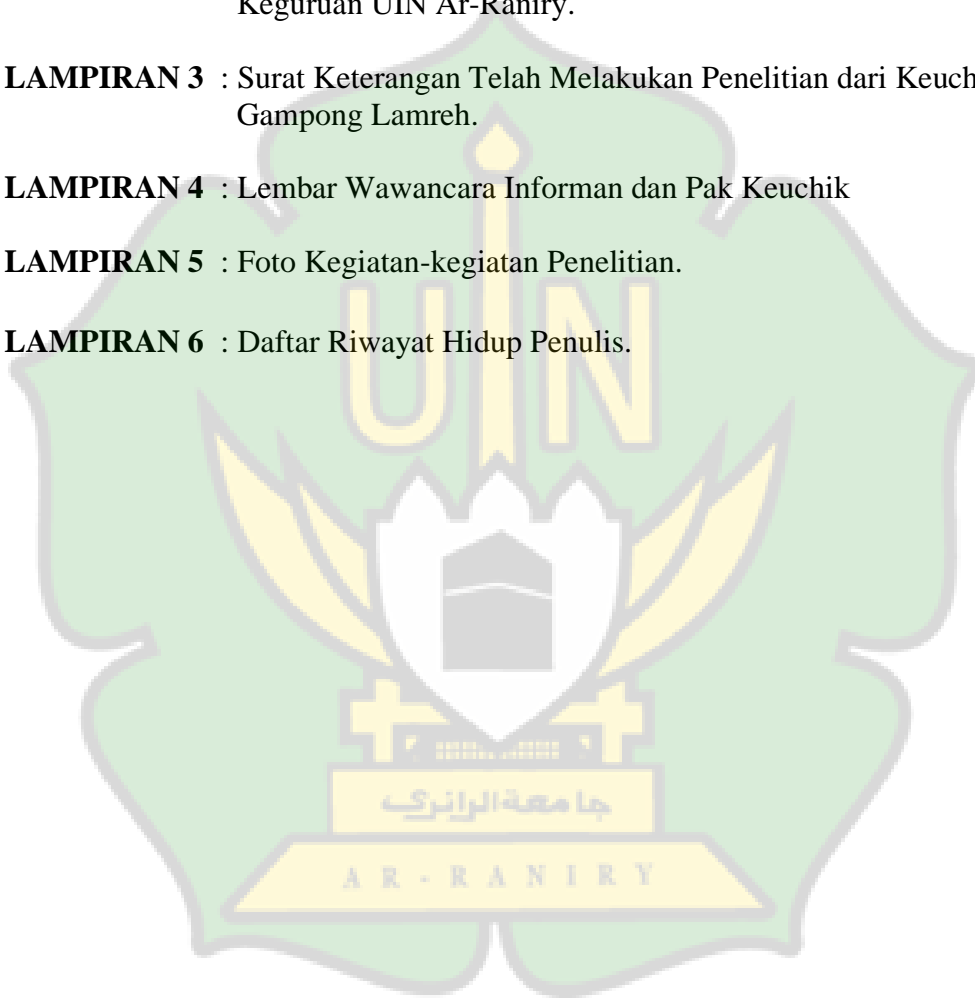 Keguruan UIN Ar-Raniry.
LAMPIRAN 3 : Surat Keterangan Telah Melakukan Penelitian dari Keuch
Gampong Lamreh.
LAMPIRAN 4 : Lembar Wawancara Informan dan Pak Keuchik
LAMPIRAN 5 : Foto Kegiatan-kegiatan Penelitian.
LAMPIRAN 6 : Daftar Riwayat Hidup Penulis.
UIN
جامعة الرانري
AR-RANIRY